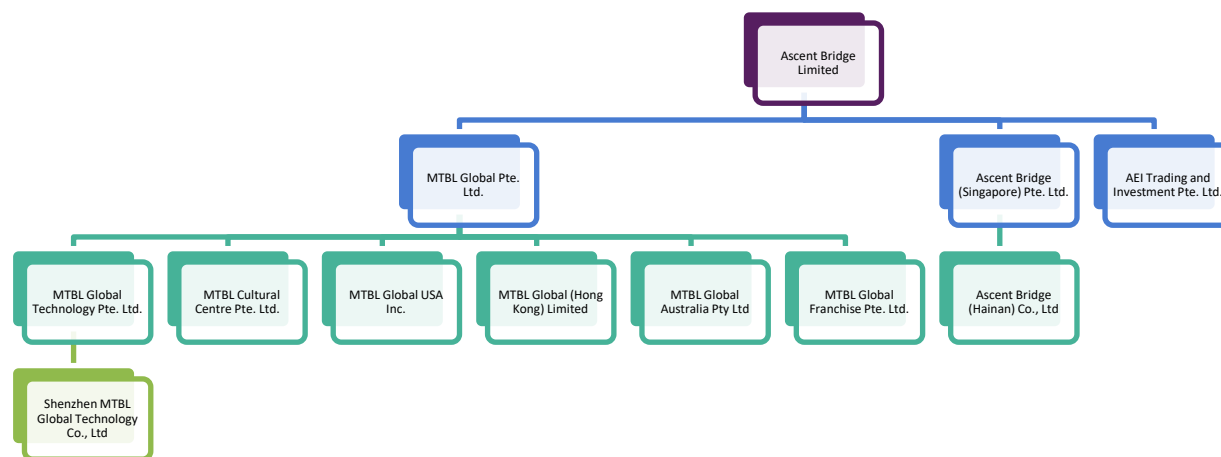 Ascent Bridge
Limited
MTBL Global Pte.
Ltd.
Ascent Bridge
(Singapore) Pte. Ltd.
AEI Trading and
Investment Pte. Ltd.
MTBL Global
Technology Pte. Ltd.
MTBL Cultural
Centre Pte. Ltd.
MTBL Global USA
Inc.
MTBL Global (Hong
Kong) Limited
MTBL Global
Australia Pty Ltd
MTBL Global
Franchise Pte. Ltd.
Ascent Bridge
(Hainan) Co., Ltd
Shenzhen MTBL
Global Technology
Co., Ltd